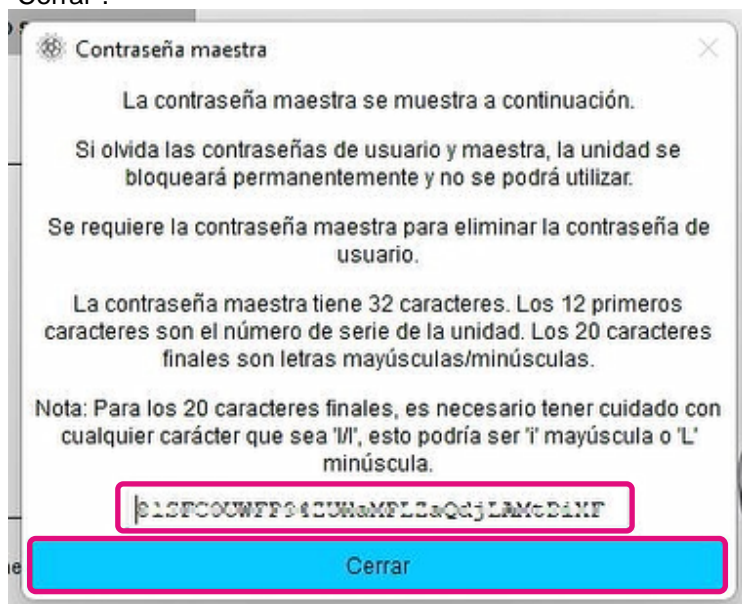 Contraseña maestra
La contraseña maestra se muestra a continuación.
Si olvida las contraseñas de usuario y maestra, la unidad se
bloqueará permanentemente y no se podrá utilizar.
Se requiere la contraseña maestra para eliminar la contraseña de
usuario.
La contraseña maestra tiene 32 caracteres. Los 12 primeros
caracteres son el número de serie de la unidad. Los 20 caracteres
finales son letras mayúsculas/minúsculas.
Nota: Para los 20 caracteres finales, es necesario tener cuidado con
cualquier carácter que sea 'I/l', esto podría ser 'i' mayúscula o 'L'
minúscula.
Cerrar